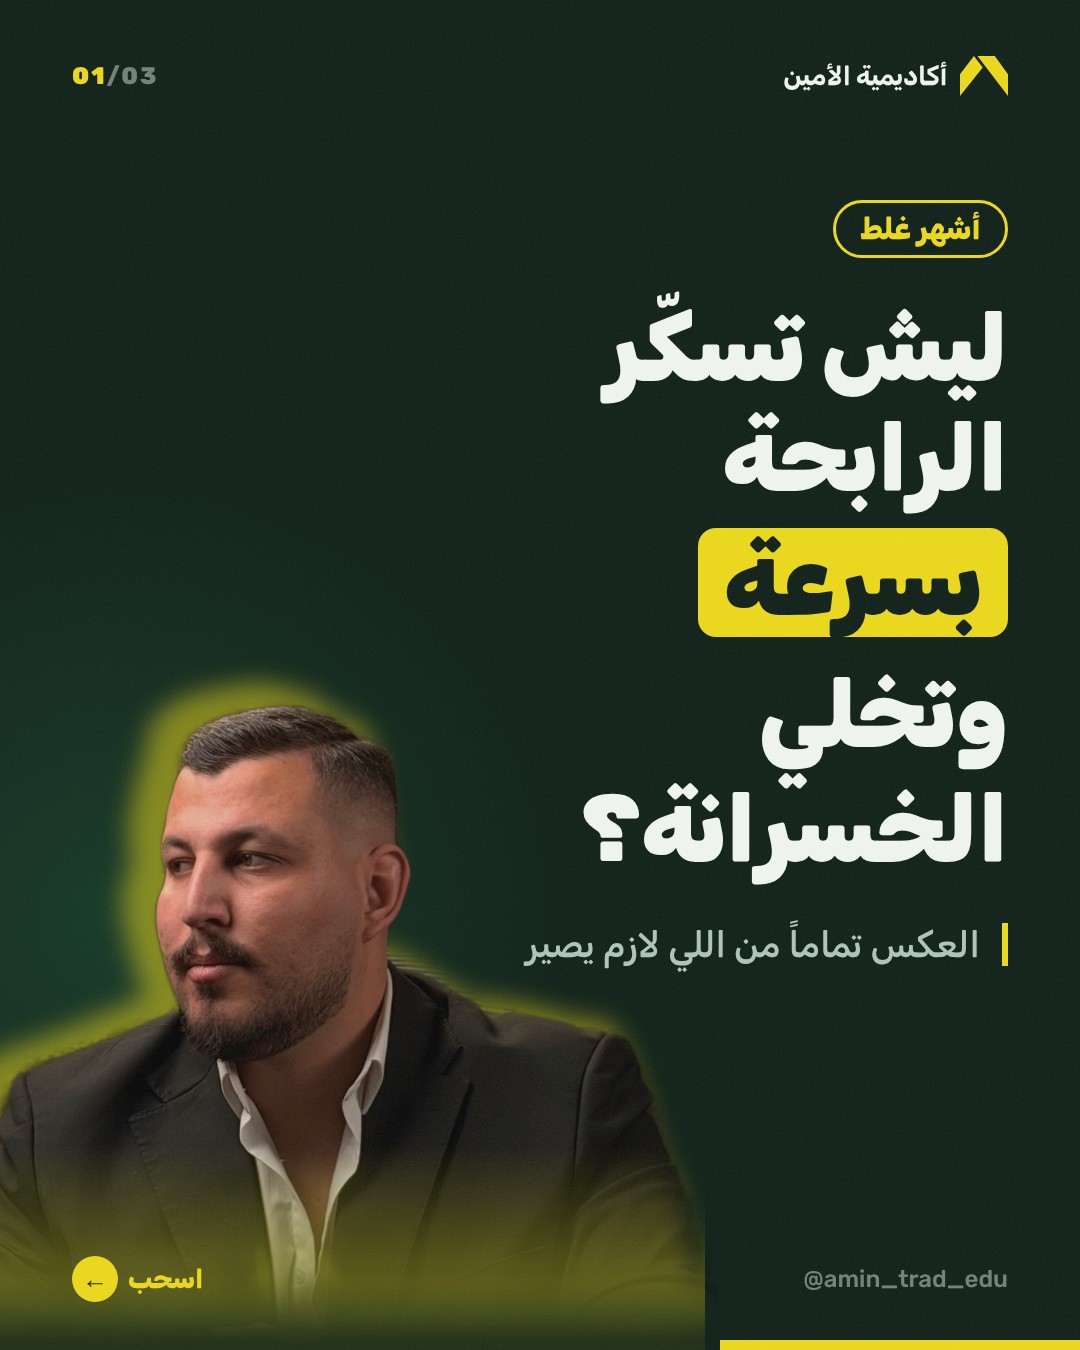 أكاديمية الأمين
01/03
أشهر غلط
ليش تسكّر
الرابحة
بسرعة
وتخلي
الخسرانة؟
العكس تماماً من اللي لازم يصير
اسحب ←
@amin_trad_edu